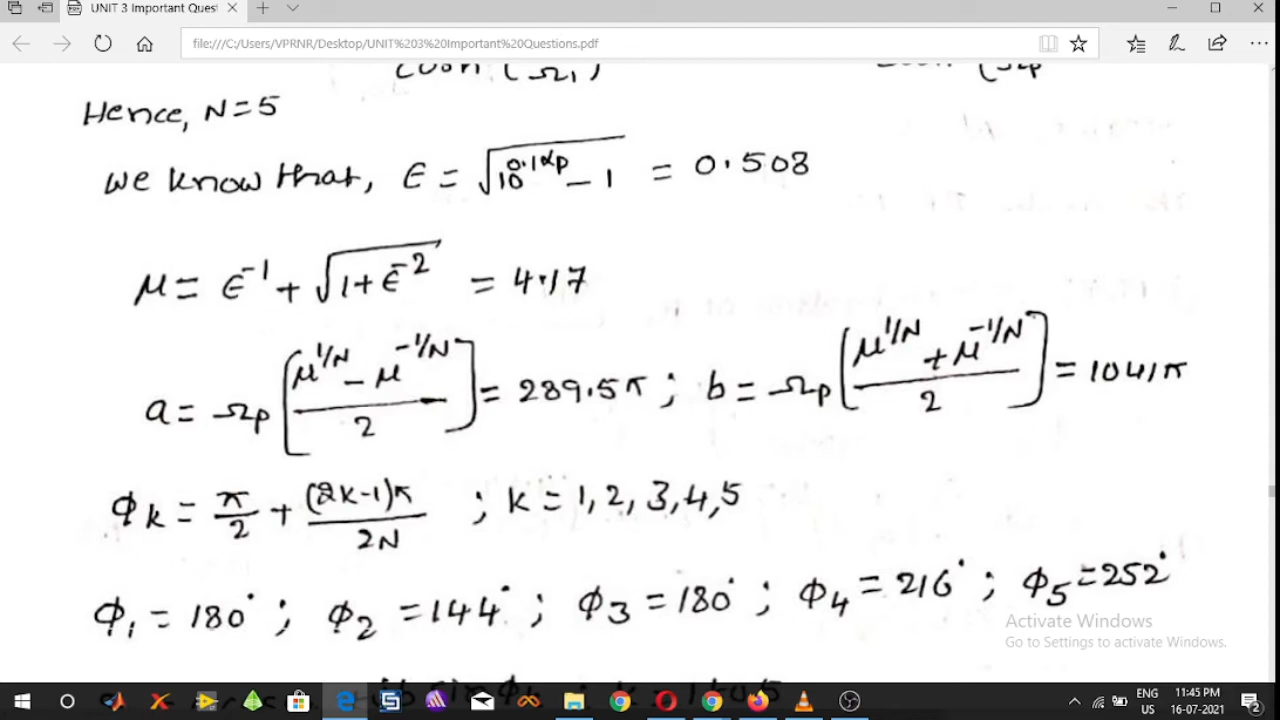 UNIT 3 Important Quest
file:///C:/Users/VPRNR/Desktop/UNIT%203%20Important%20Questions.pdf
Hence, N=5
we know that, ϵ = √(10^(0.1αp) − 1) = 0.508
μ = ϵ^−1 + √(1+ϵ^−2) = 4.17
a = Ωp [(μ^(1/N) − μ^(−1/N))/2] = 289.5π ; b = Ωp [(μ^(1/N) + μ^(−1/N))/2] = 1041π
ϕk = π/2 + (2k−1)π/2N ; k = 1, 2, 3, 4, 5
ϕ1 = 180° ; ϕ2 = 144° ; ϕ3 = 180° ; ϕ4 = 216° ; ϕ5 = 252°
Activate Windows
Go to Settings to activate Windows.
ENG 11:45 PM
US 16-07-2021